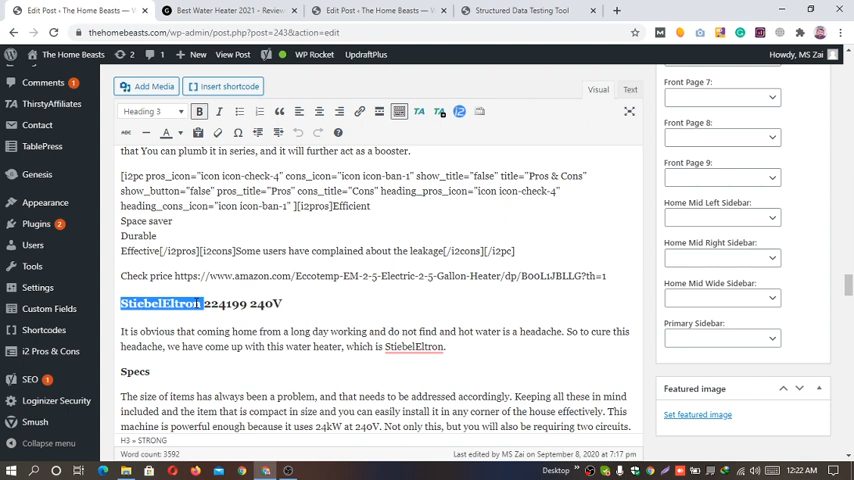 Edit Post ‹ The Home Beasts — W
Best Water Heater 2021 - Review
Edit Post ‹ The Home Beasts — W
Structured Data Testing Tool
thehomebeasts.com/wp-admin/post.php?post=243&action=edit
The Home Beasts
2
1
New
View Post
WP Rocket
UpdraftPlus
Howdy, MS Zai
Comments 1
ThirstyAffiliates
Contact
TablePress
Genesis
Appearance
Plugins 2
Users
Tools
Settings
Custom Fields
Shortcodes
i2 Pros & Cons
SEO 1
Loginizer Security
Smush
Collapse menu
Add Media
Insert shortcode
Visual
Text
Heading 3
B
I
ABC
A
TA
TA
that You can plumb it in series, and it will further act as a booster.
[i2pc pros_icon="icon icon-check-4" cons_icon="icon icon-ban-1" show_title="false" title="Pros & Cons"
show_button="false" pros_title="Pros" cons_title="Cons" heading_pros_icon="icon icon-check-4"
heading_cons_icon="icon icon-ban-1" ][i2pros]Efficient
Space saver
Durable
Effective[/i2pros][i2cons]Some users have complained about the leakage[/i2cons][/i2pc]
Check price https://www.amazon.com/Eccotemp-EM-2-5-Electric-2-5-Gallon-Heater/dp/B00L1JBLLG?th=1
StiebelEltron 224199 240V
It is obvious that coming home from a long day working and do not find and hot water is a headache. So to cure this
headache, we have come up with this water heater, which is StiebelEltron.
Specs
The size of items has always been a problem, and that needs to be addressed accordingly. Keeping all these in mind
included and the item that is compact in size and you can easily install it in any corner of the house effectively. This
machine is powerful enough because it uses 24kW at 240V. Not only this, but you will also be requiring two circuits.
H3 » STRONG
Word count: 3592
Last edited by MS Zai on September 8, 2020 at 7:17 pm
Front Page 7:
Front Page 8:
Front Page 9:
Home Mid Left Sidebar:
Home Mid Right Sidebar:
Home Mid Wide Sidebar:
Primary Sidebar:
Featured image
Set featured image
Desktop
12:22 AM